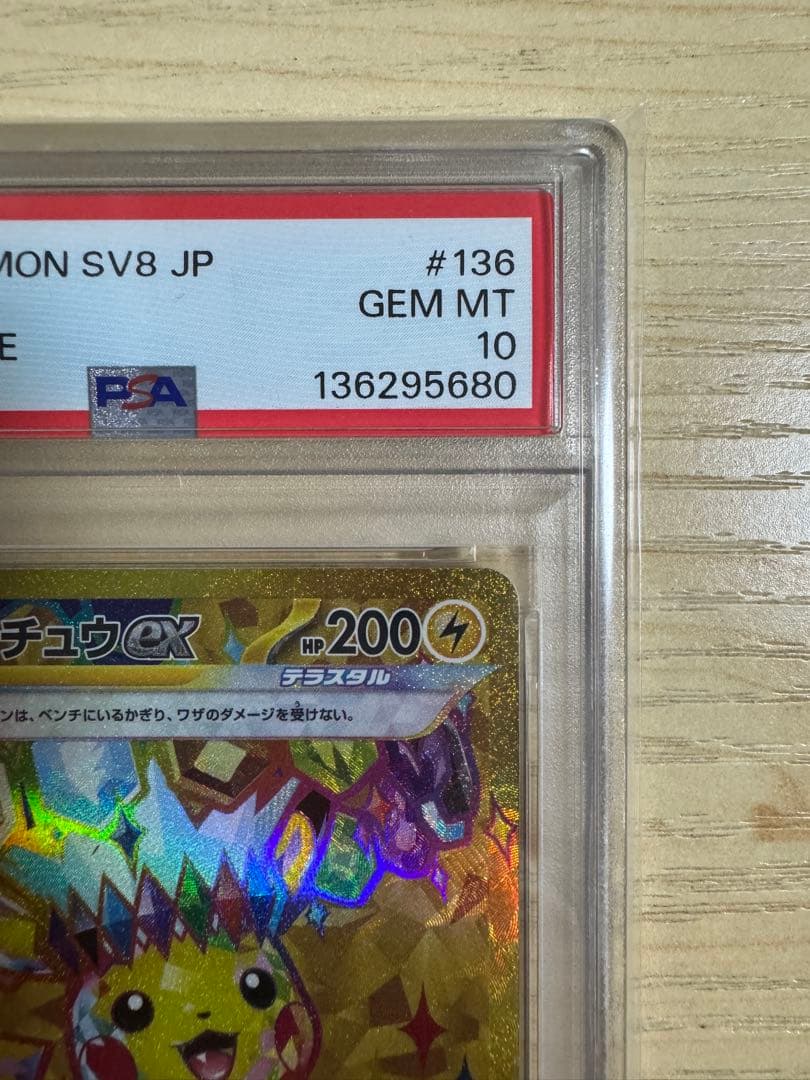 MON SV8 JP #136
GEM MT
E 10
PSA 136295680
チュウex HP200
テラスタル
ンは、ベンチにいるかぎり、ワザのダメージを受けない。